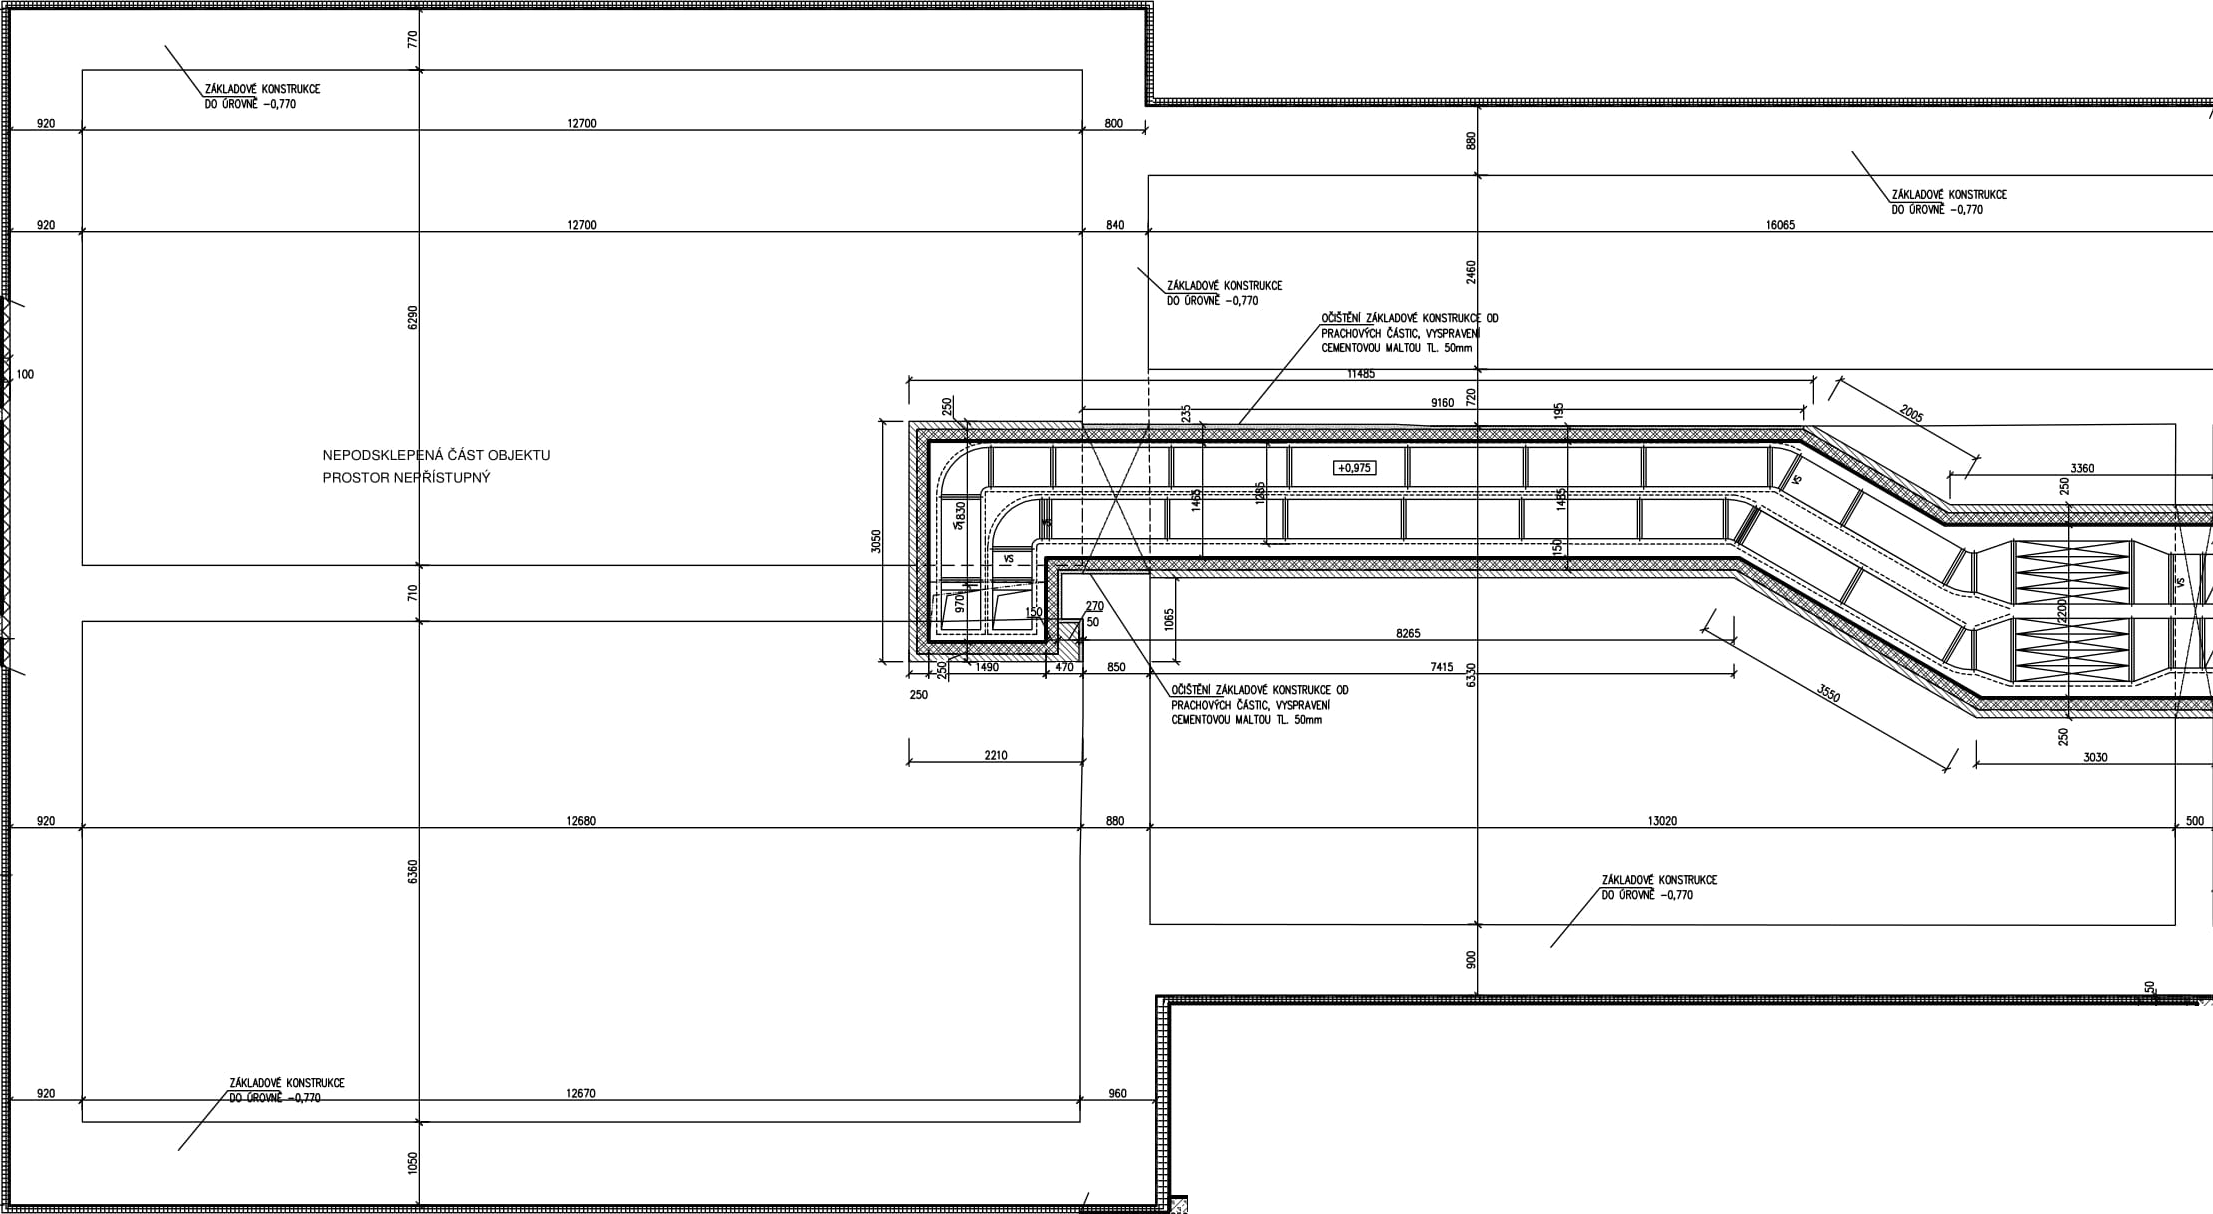 770
ZÁKLADOVÉ KONSTRUKCE
DO ÚROVNĚ -0,770
920
12700
800
880
ZÁKLADOVÉ KONSTRUKCE
DO ÚROVNĚ -0,770
920
12700
840
16065
2460
ZÁKLADOVÉ KONSTRUKCE
DO ÚROVNĚ -0,770
6290
OČIŠTĚNÍ ZÁKLADOVÉ KONSTRUKCE OD
PRACHOVÝCH ČÁSTIC, VYSPRAVENÍ
CEMENTOVOU MALTOU TL. 50mm
100
11485
720
250
9160
235
195
2005
NEPODSKLEPENÁ ČÁST OBJEKTU
PROSTOR NEPŘÍSTUPNÝ
+0,975
3360
VS
250
1465
1285
1485
1830
VS
VS
3050
150
VS
VS
710
970
150
270
50
1065
2200
8265
250
1490
470
850
7415
6330
250
OČIŠTĚNÍ ZÁKLADOVÉ KONSTRUKCE OD
PRACHOVÝCH ČÁSTIC, VYSPRAVENÍ
CEMENTOVOU MALTOU TL. 50mm
3550
250
2210
3030
920
12680
880
13020
500
6360
ZÁKLADOVÉ KONSTRUKCE
DO ÚROVNĚ -0,770
900
50
ZÁKLADOVÉ KONSTRUKCE
DO ÚROVNĚ -0,770
920
12670
960
1050